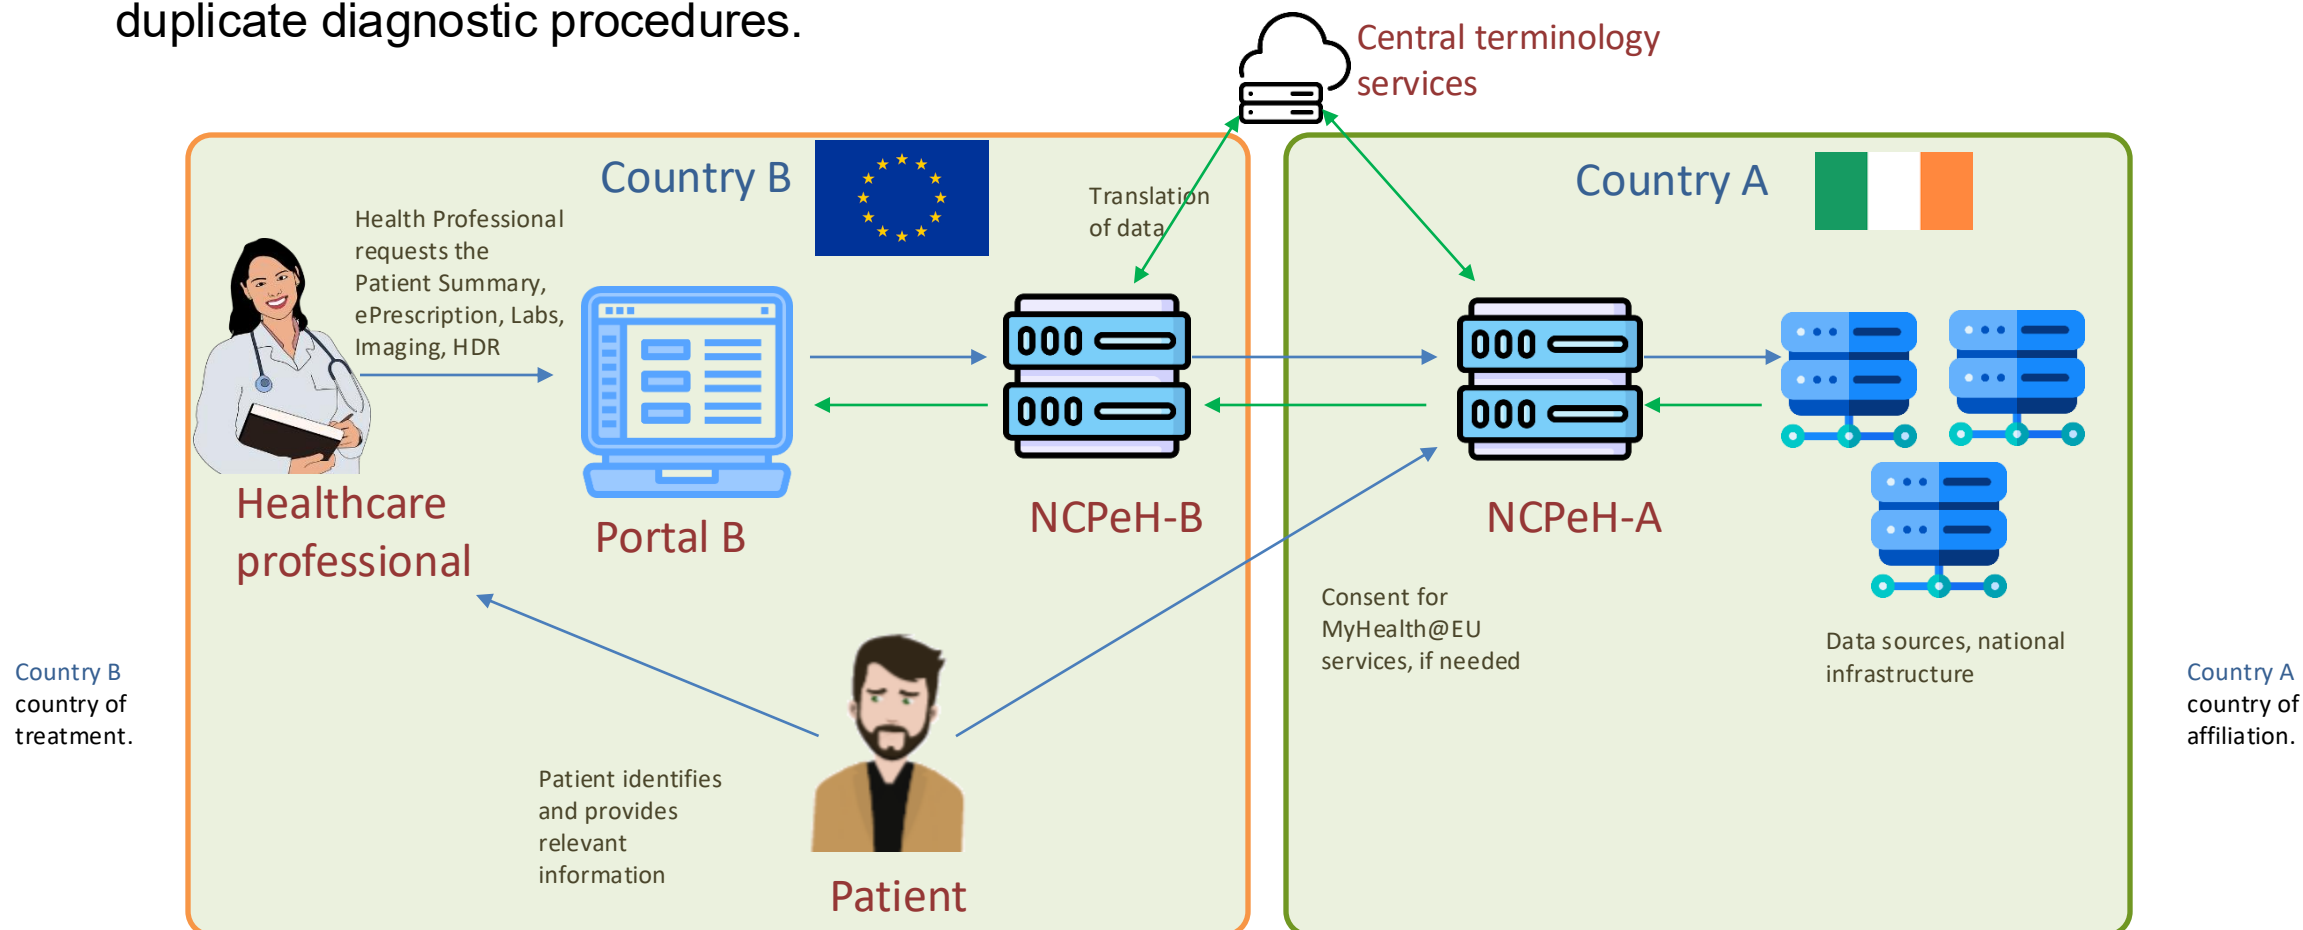 duplicate diagnostic procedures.
Central terminology
services
Country B
Translation
of data
Country A
Health Professional
requests the
Patient Summary,
ePrescription, Labs,
Imaging, HDR
Healthcare
professional
Portal B
NCPeH-B
NCPeH-A
Consent for
MyHealth@EU
services, if needed
Data sources, national
infrastructure
Country B
country of
treatment.
Country A
country of
affiliation.
Patient identifies
and provides
relevant
information
Patient